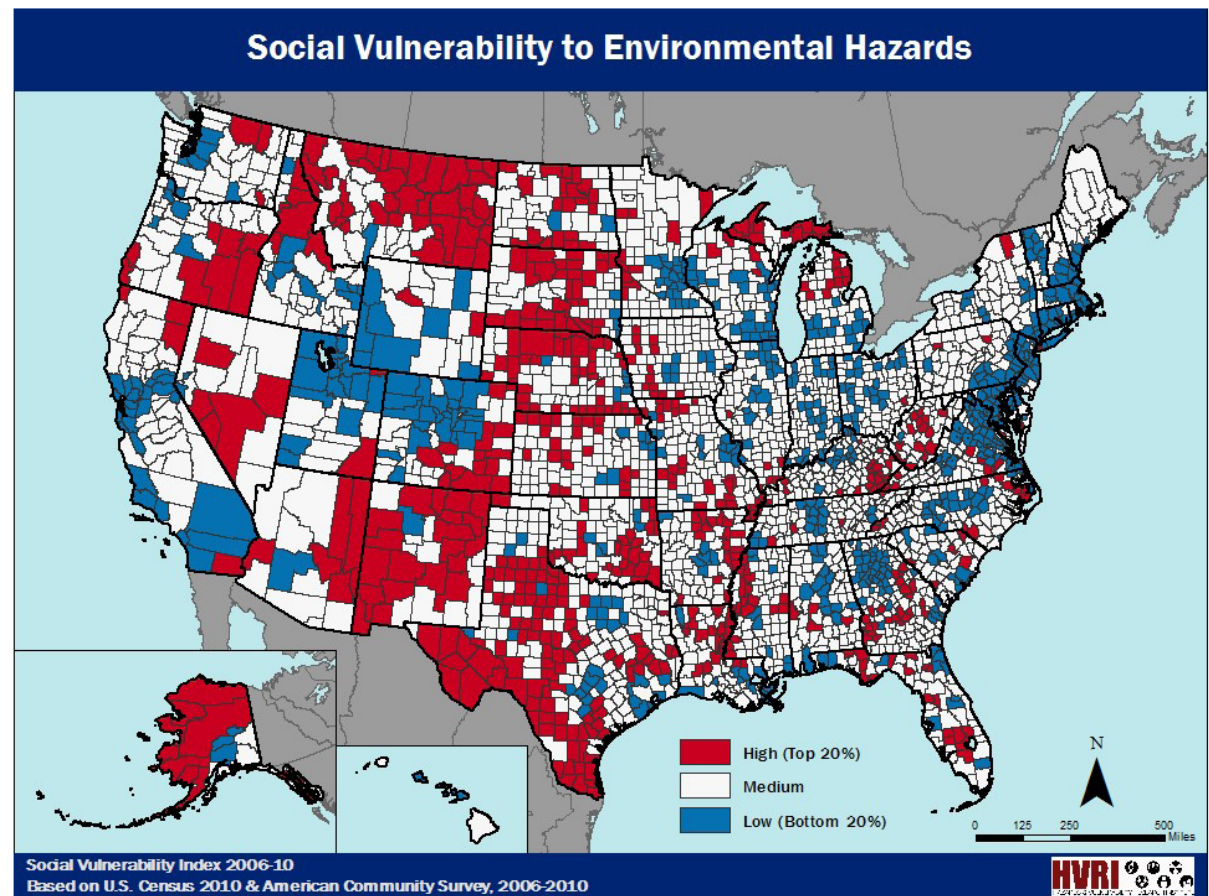 Social Vulnerability to Environmental Hazards
High (Top 20%)
Medium
Low (Bottom 20%)
N
0 125 250 500
Miles
Social Vulnerability Index 2006-10
Based on U.S. Census 2010 & American Community Survey, 2006-2010
HVRI